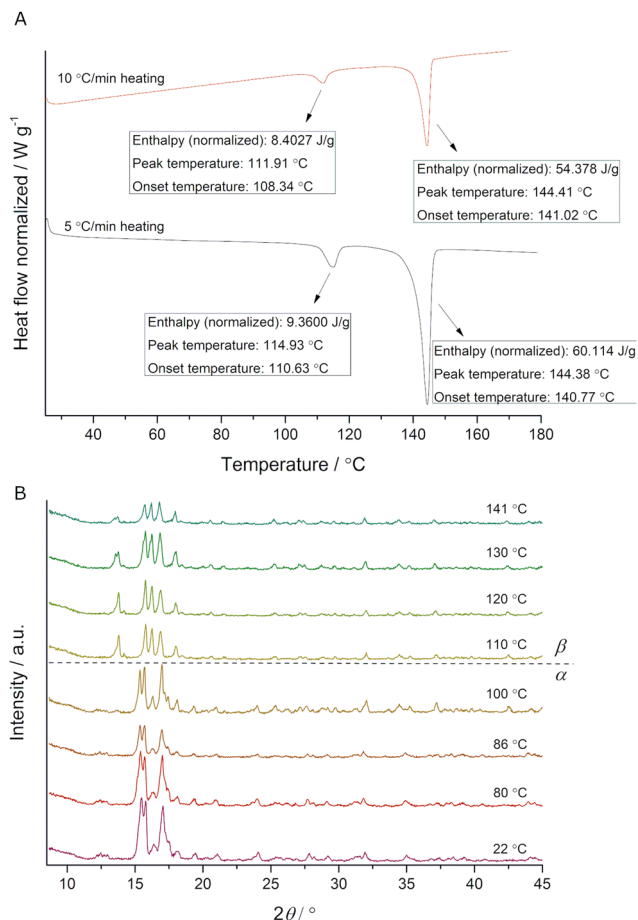 A
10 °C/min heating
Enthalpy (normalized): 8.4027 J/g
Peak temperature: 111.91 °C
Onset temperature: 108.34 °C
Enthalpy (normalized): 54.378 J/g
Peak temperature: 144.41 °C
Onset temperature: 141.02 °C
5 °C/min heating
Enthalpy (normalized): 9.3600 J/g
Peak temperature: 114.93 °C
Onset temperature: 110.63 °C
Enthalpy (normalized): 60.114 J/g
Peak temperature: 144.38 °C
Onset temperature: 140.77 °C
Heat flow normalized / W g⁻¹
40 60 80 100 120 140 160 180
Temperature / °C
B
141 °C
130 °C
120 °C
110 °C
β
α
100 °C
86 °C
80 °C
22 °C
Intensity / a.u.
10 15 20 25 30 35 40 45
2θ / °